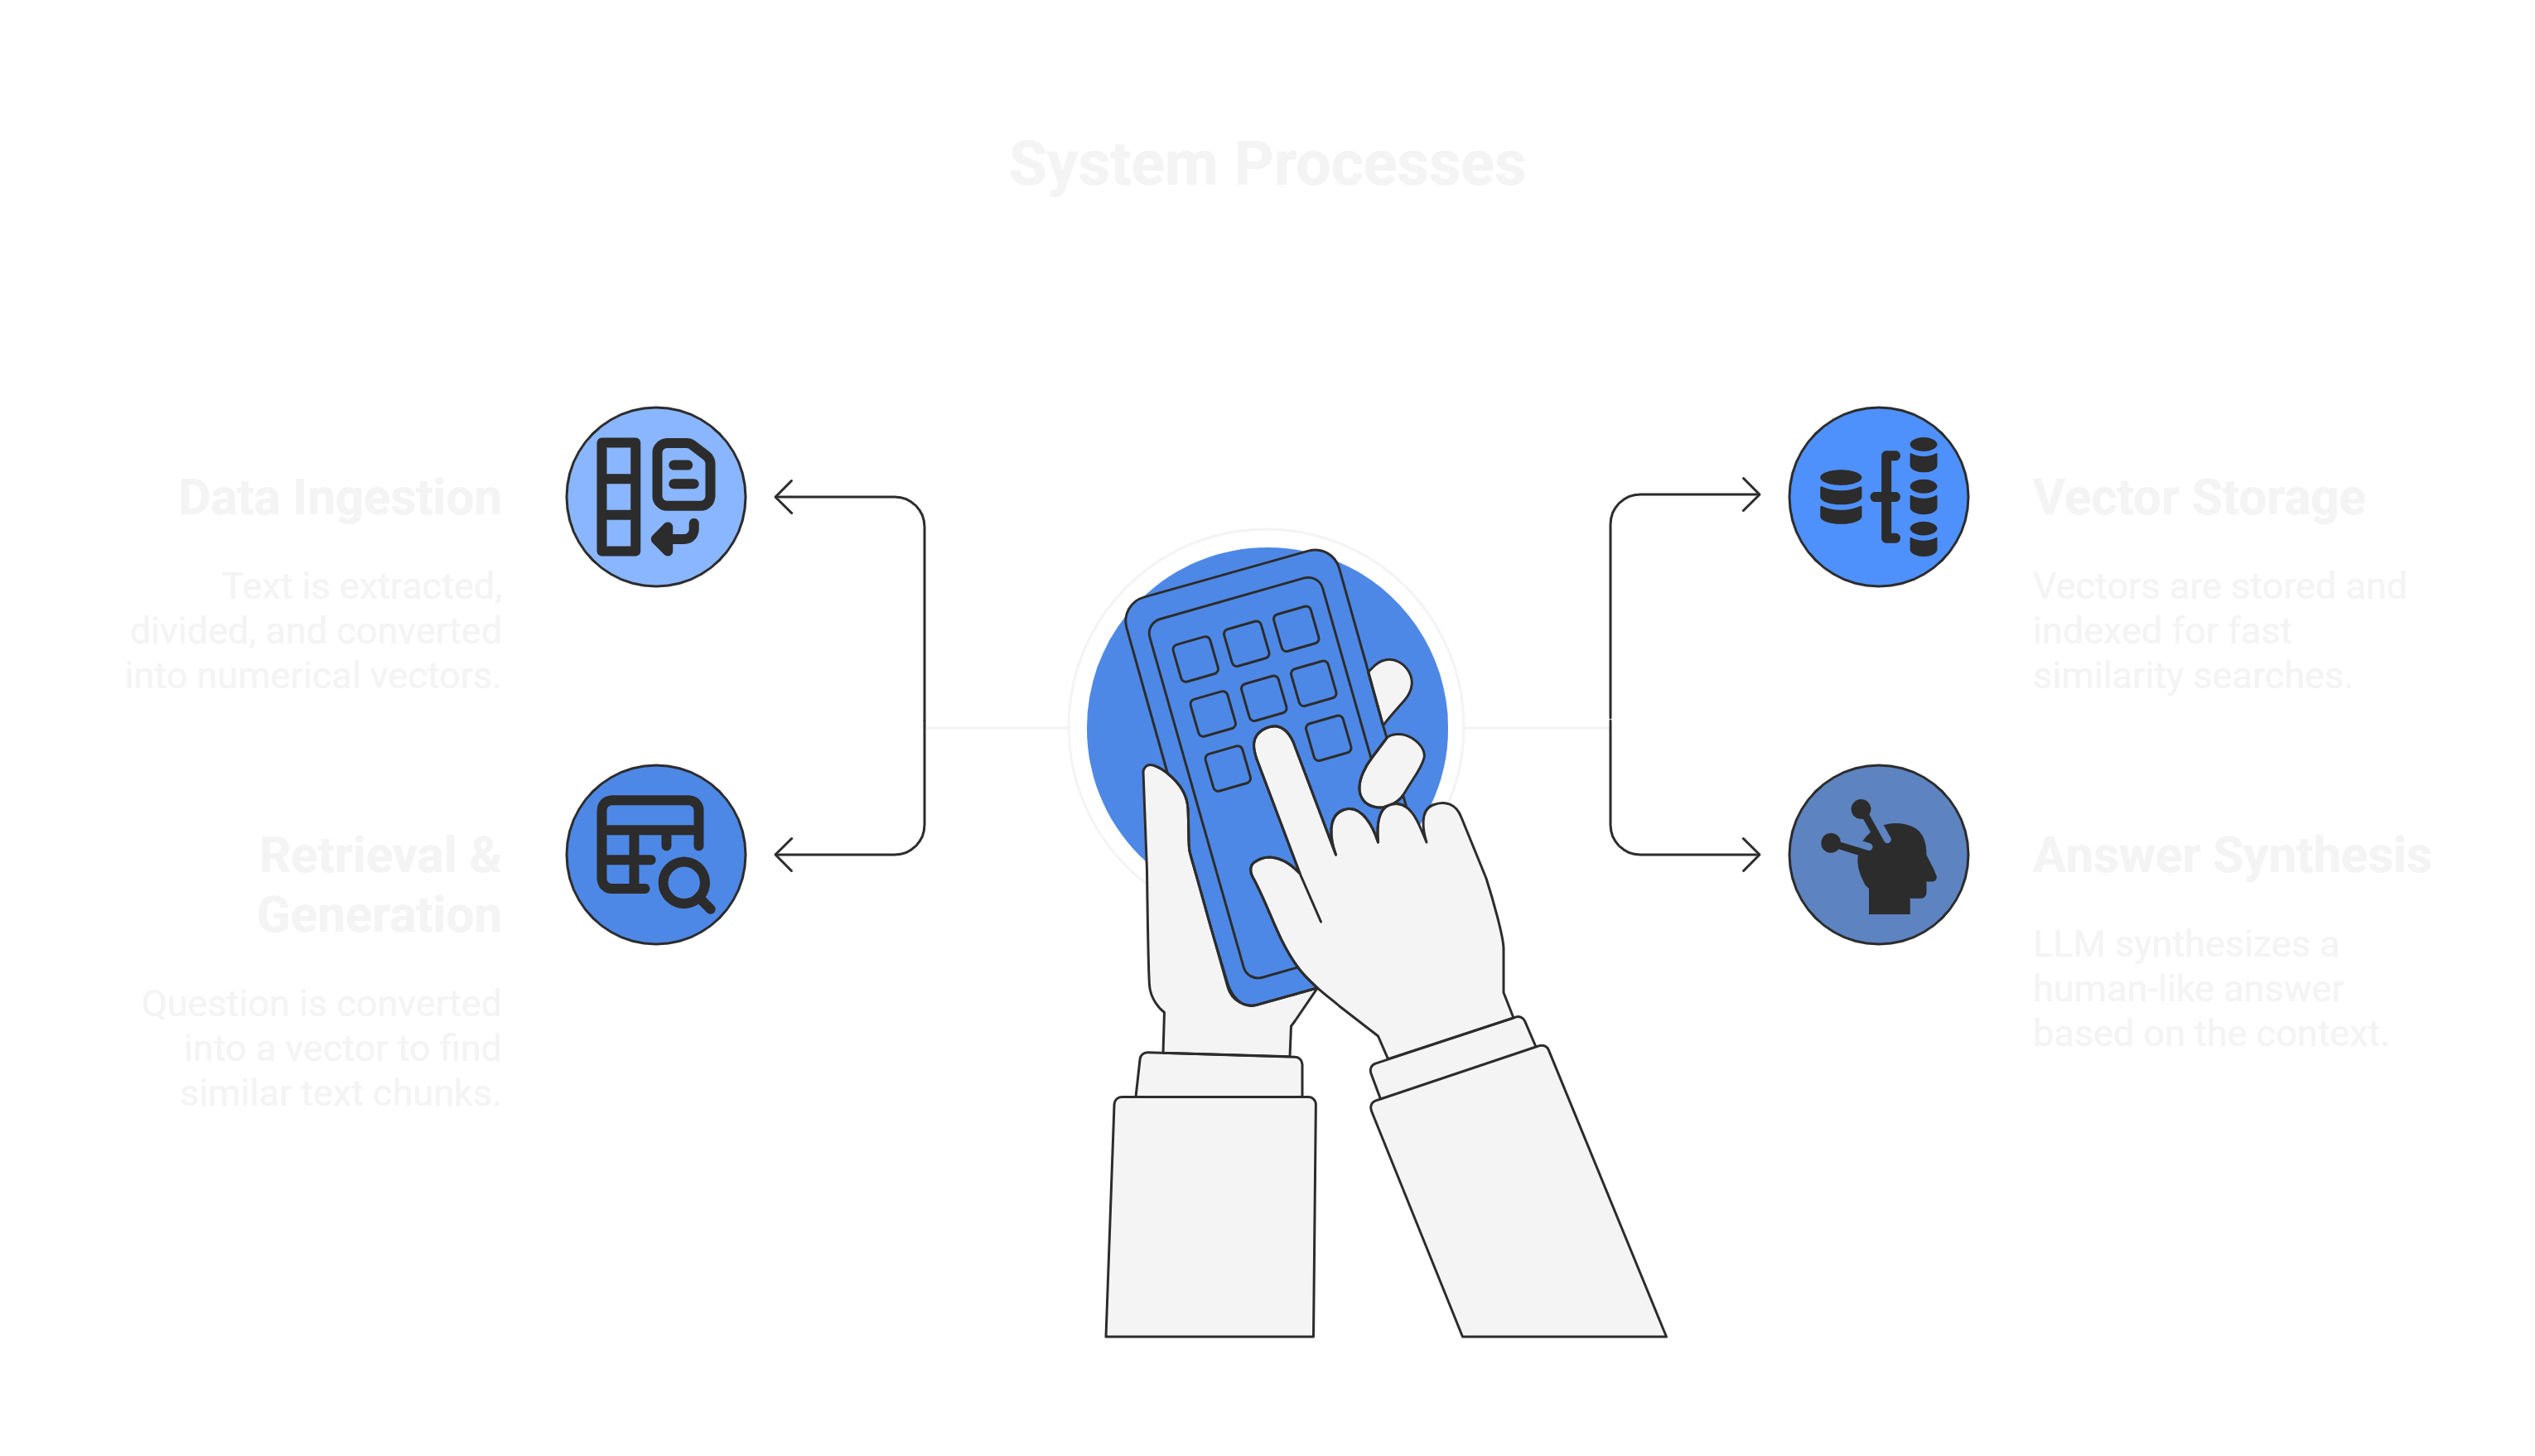 System Processes
Data Ingestion
Text is extracted,
divided, and converted
into numerical vectors.
Retrieval &
Generation
Question is converted
into a vector to find
similar text chunks.
Vector Storage
Vectors are stored and
indexed for fast
similarity searches.
Answer Synthesis
LLM synthesizes a
human-like answer
based on the context.